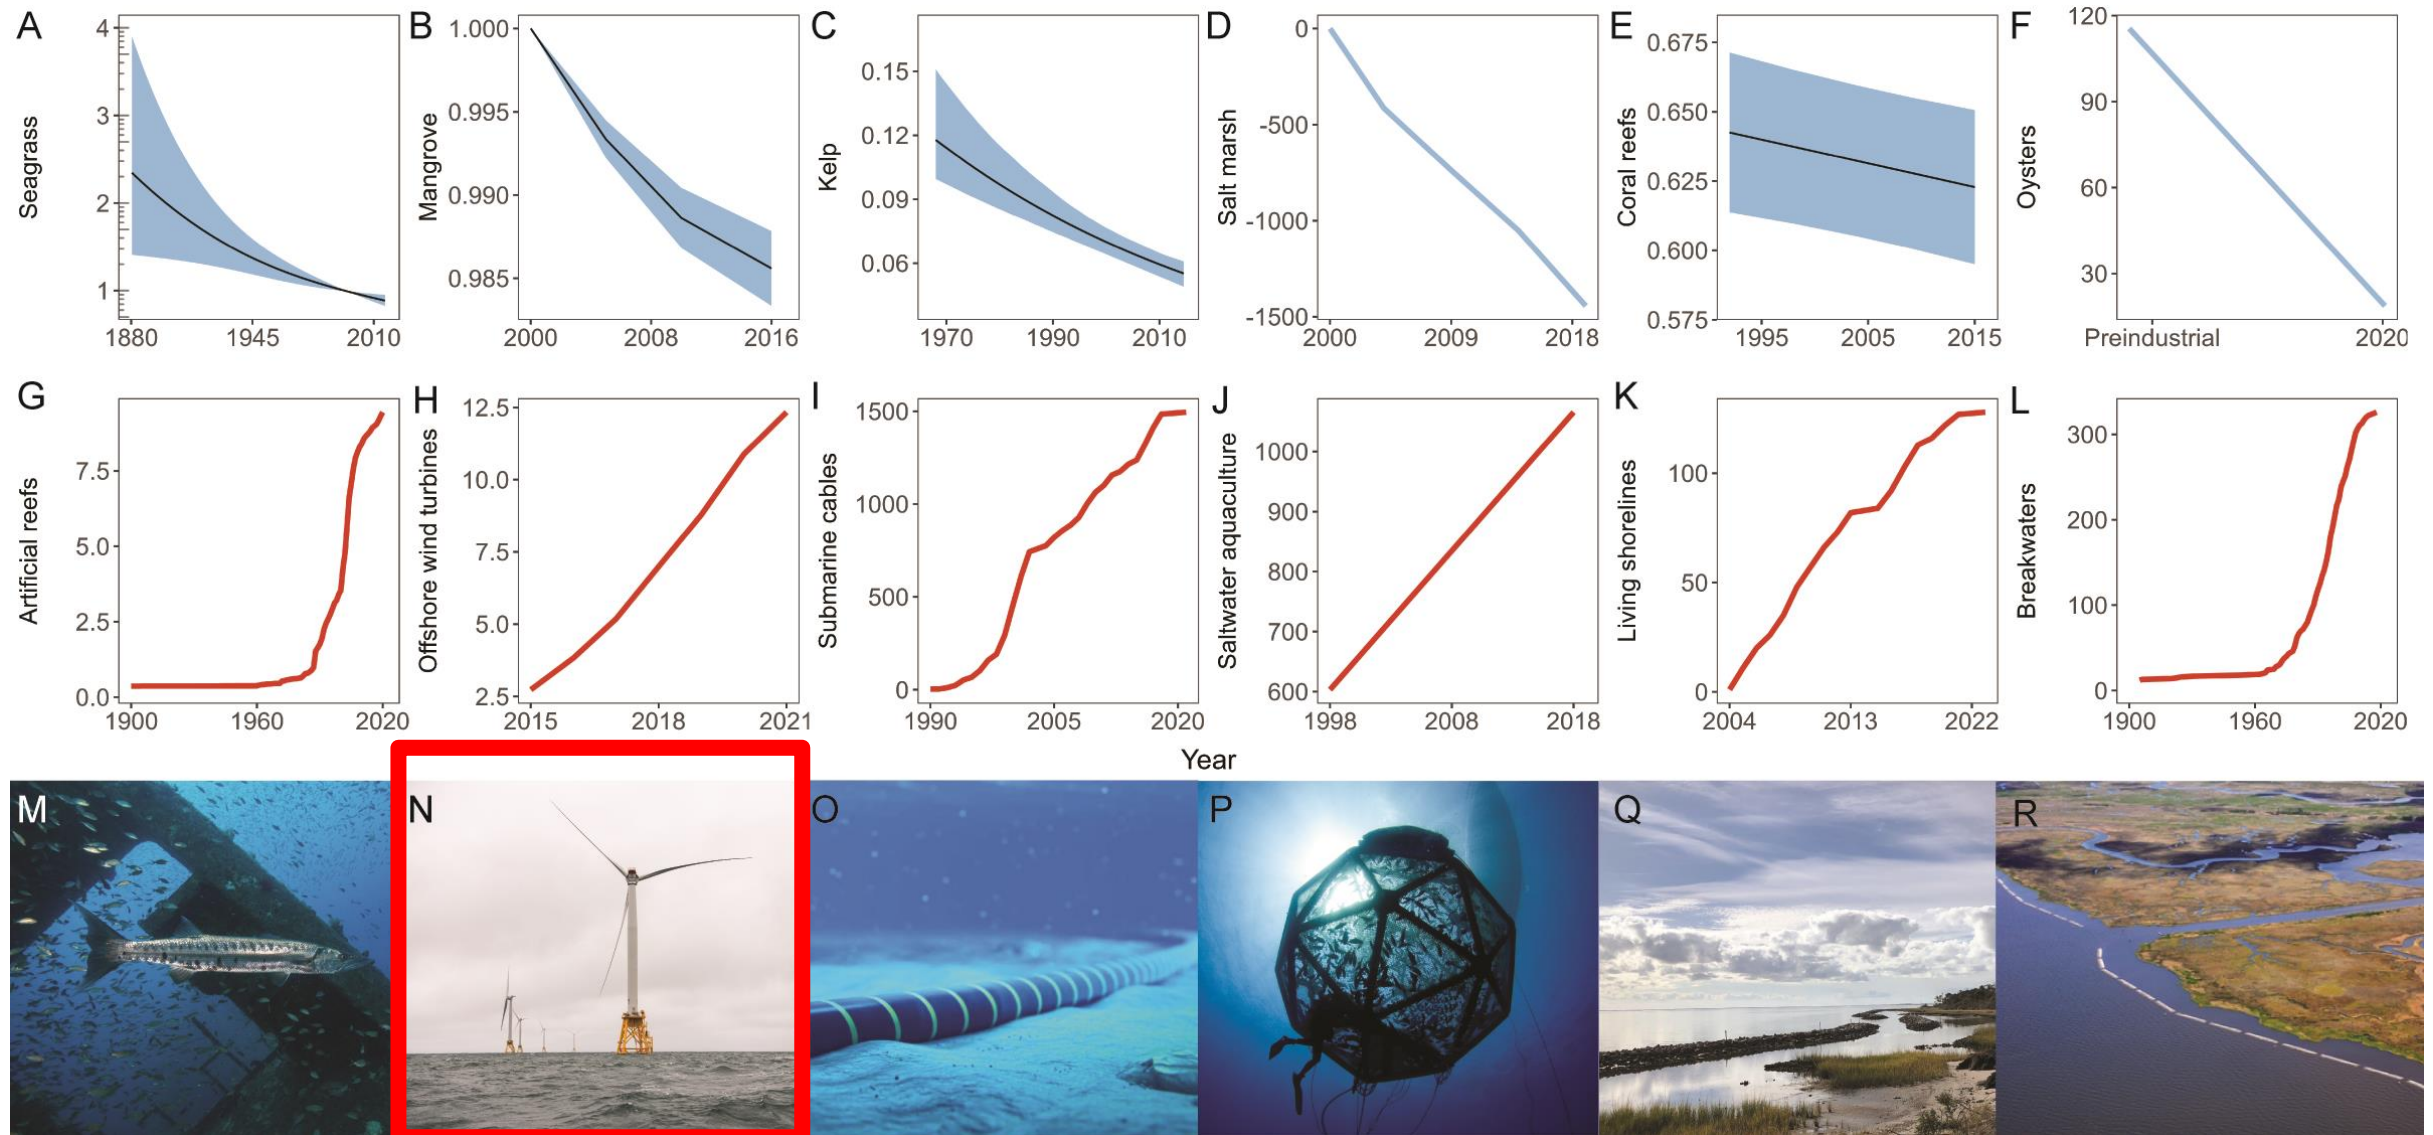 A
Seagrass
4
3
2
1
1880 1945 2010
B
Mangrove
1.000
0.995
0.990
0.985
2000 2008 2016
C
Kelp
0.15
0.12
0.09
0.06
1970 1990 2010
D
Salt marsh
0
-500
-1000
-1500
2000 2009 2018
E
Coral reefs
0.675
0.650
0.625
0.600
0.575
1995 2005 2015
F
Oysters
120
90
60
30
Preindustrial 2020
G
Artificial reefs
7.5
5.0
2.5
0.0
1900 1960 2020
H
Offshore wind turbines
12.5
10.0
7.5
5.0
2.5
2015 2018 2021
I
Submarine cables
1500
1000
500
0
1990 2005 2020
J
Saltwater aquaculture
1000
900
800
700
600
1998 2008 2018
K
Living shorelines
100
50
0
2004 2013 2022
L
Breakwaters
300
200
100
0
1900 1960 2020
Year
M
N
O
P
Q
R